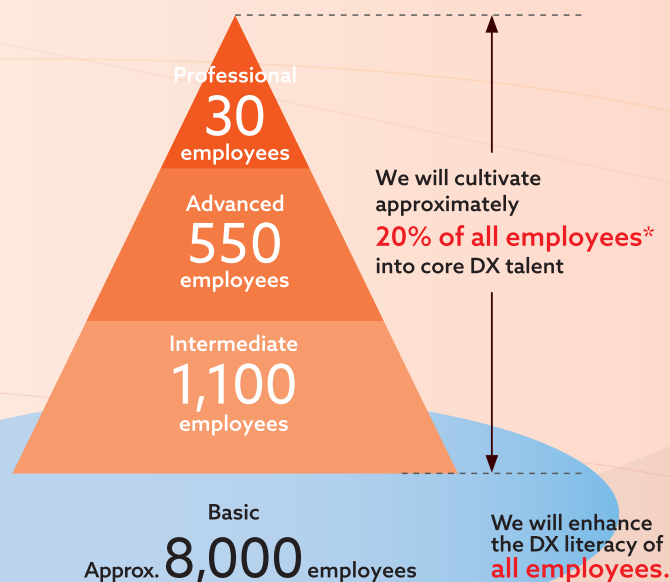 Professional
30
employees
Advanced
550
employees
Intermediate
1,100
employees
We will cultivate
approximately
20% of all employees*
into core DX talent
Basic
Approx. 8,000 employees
We will enhance
the DX literacy of
all employees.